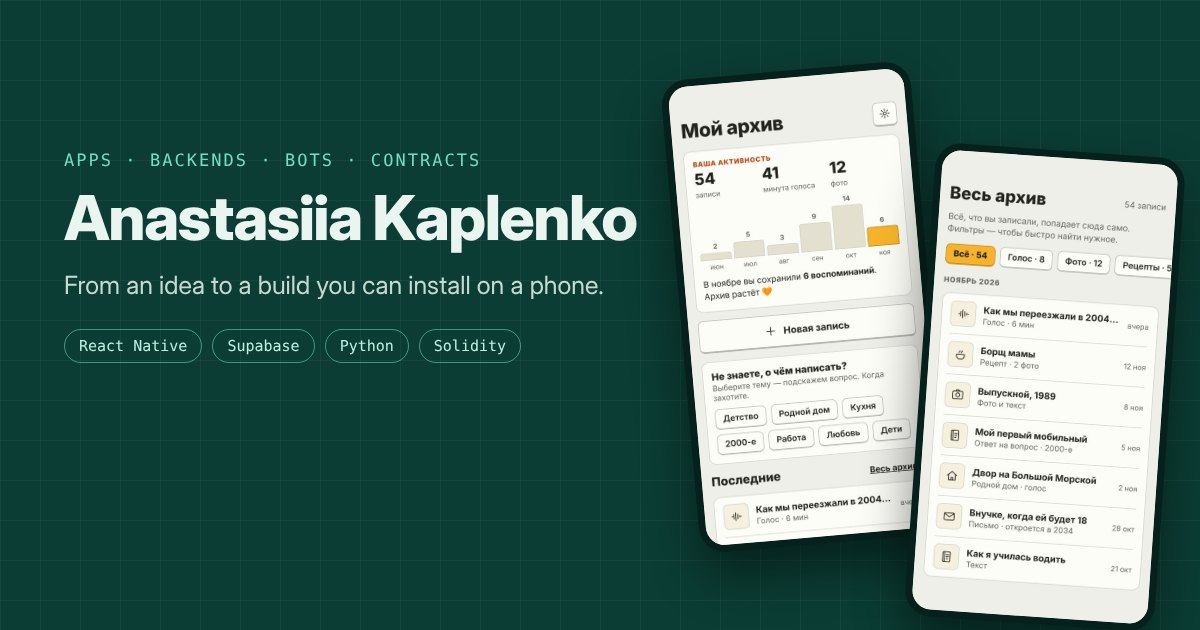 APPS · BACKENDS · BOTS · CONTRACTS
Anastasiia Kaplenko
From an idea to a build you can install on a phone.
React Native
Supabase
Python
Solidity
Мой архив
ВАША АКТИВНОСТЬ
54
41
12
записи
минута голоса
фото
2
5
3
9
14
6
июн
июл
авг
сен
окт
ноя
В ноябре вы сохранили 6 воспоминаний.
Архив растёт 🧡
+ Новая запись
Не знаете, о чём написать?
Выберите тему — подскажем вопрос. Когда
захотите.
Детство
Родной дом
Кухня
2000-е
Работа
Любовь
Дети
Последние
Весь архив
Как мы переезжали в 2004...
Голос · 6 мин
Весь архив
54 записи
Всё, что вы записали, попадает сюда само.
Фильтры — чтобы быстро найти нужное.
Всё · 54
Голос · 8
Фото · 12
Рецепты · 5
НОЯБРЬ 2026
Как мы переезжали в 2004...
вчера
Голос · 6 мин
Борщ мамы
12 ноя
Рецепт · 2 фото
Выпускной, 1989
8 ноя
Фото и текст
Мой первый мобильный
5 ноя
Ответ на вопрос · 2000-е
Двор на Большой Морской
2 ноя
Родной дом · голос
Внучке, когда ей будет 18
28 окт
Письмо · откроется в 2034
Как я училась водить
21 окт
Текст